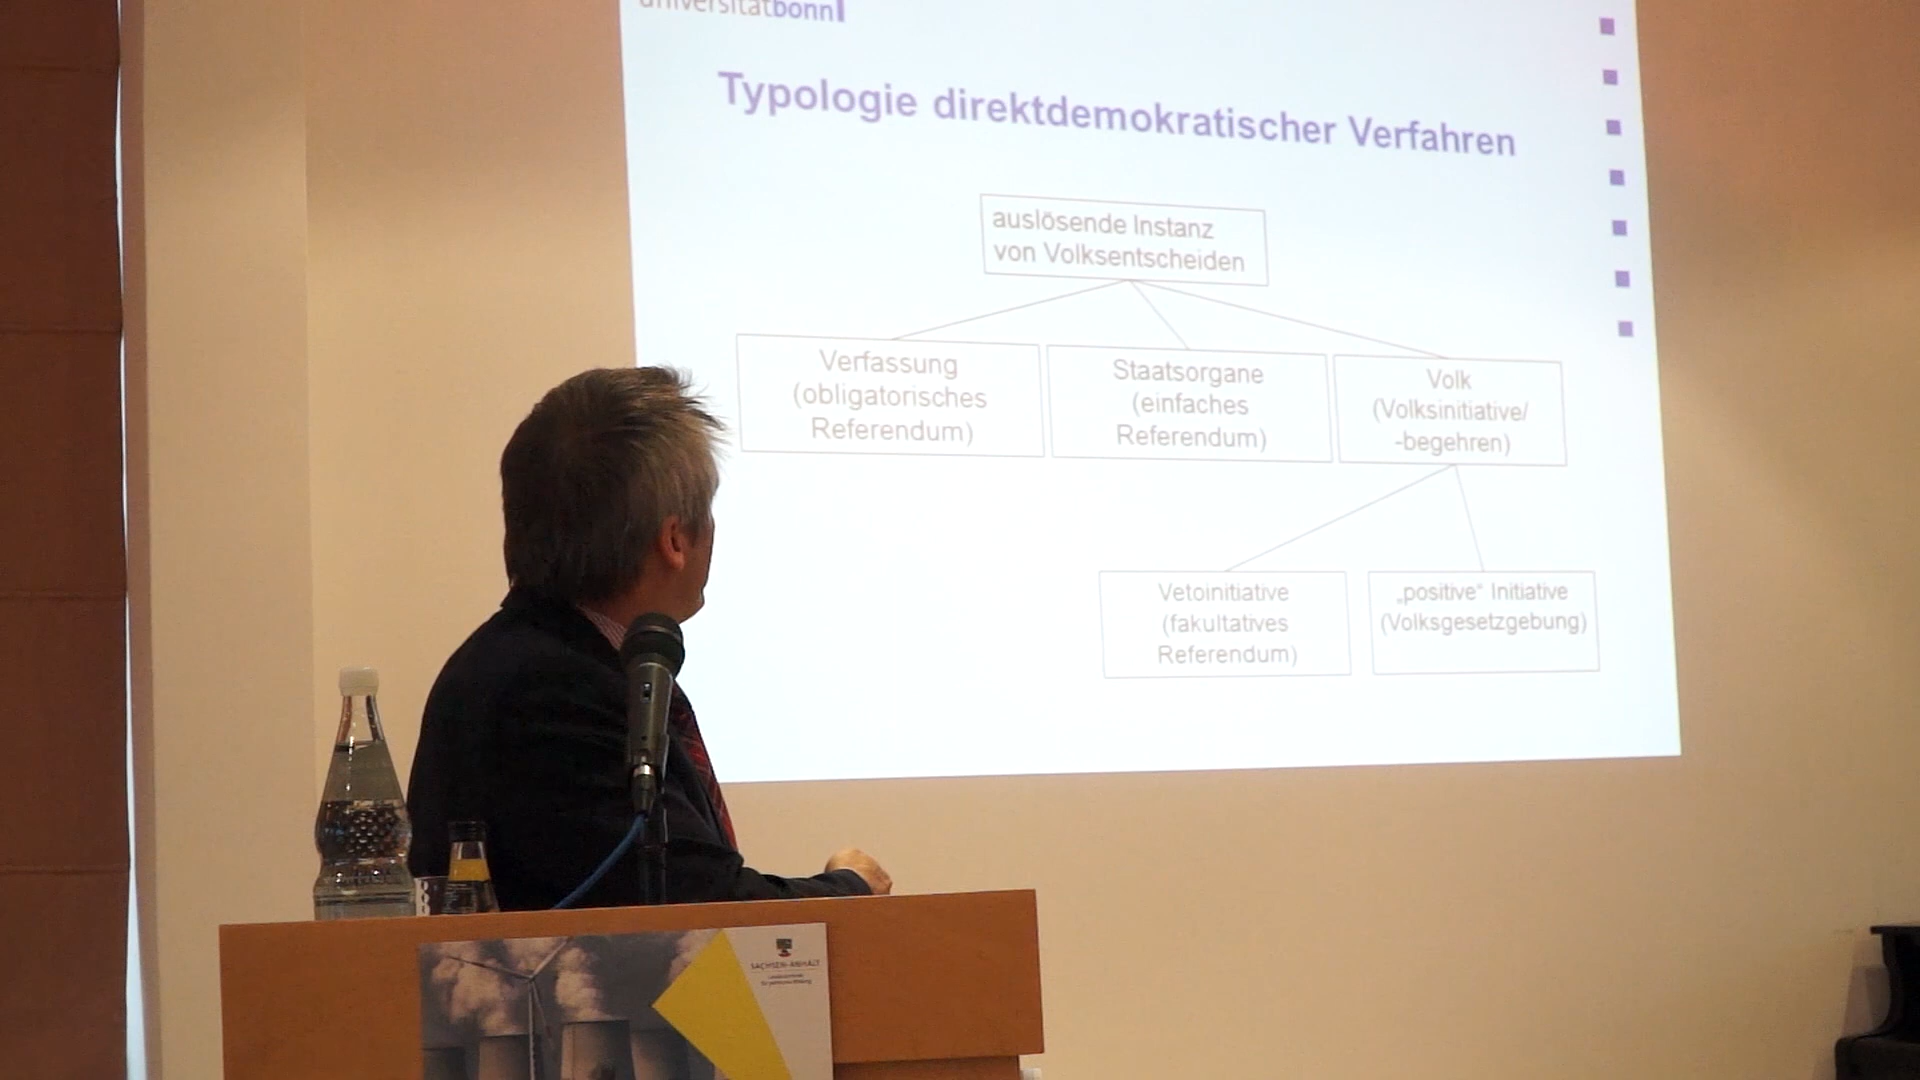 universitätbonn
Typologie direktdemokratischer Verfahren
auslösende Instanz
von Volksentscheiden
Verfassung
(obligatorisches
Referendum)
Staatsorgane
(einfaches
Referendum)
Volk
(Volksinitiative/
-begehren)
Vetoinitiative
(fakultatives
Referendum)
„positive“ Initiative
(Volksgesetzgebung)
SACHSEN-ANHALT